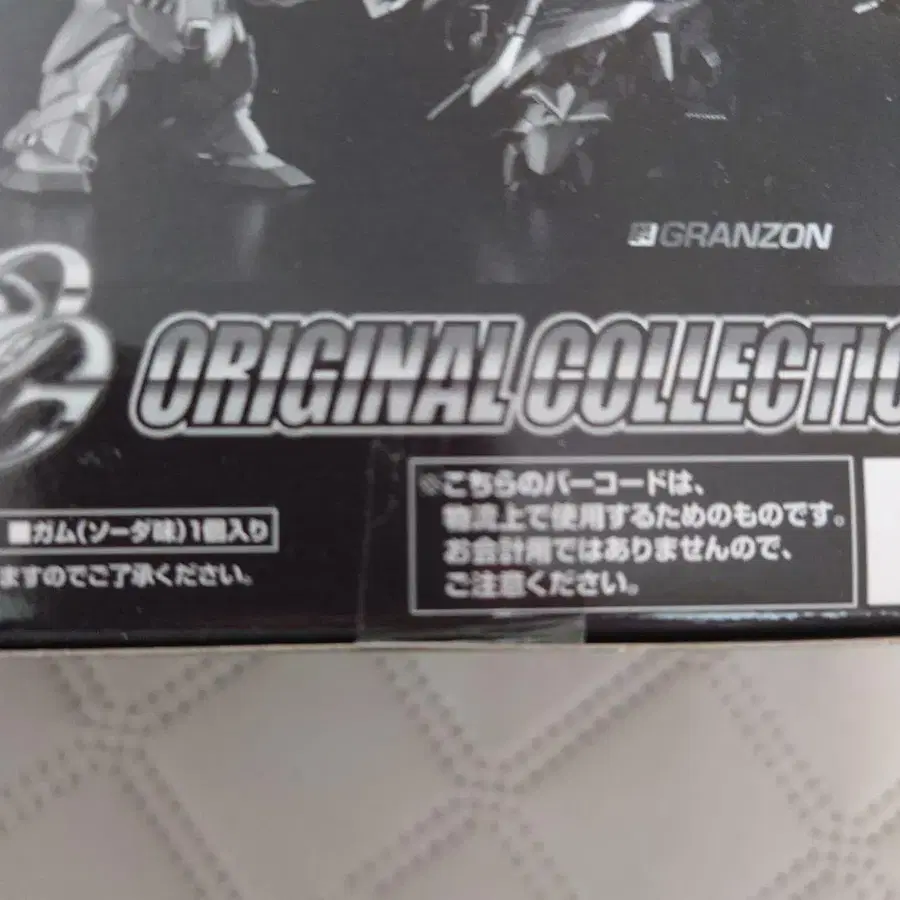 GRANZON
ORIGINAL COLLECTIO
■ガム(ソーダ味)1個入り
ますのでご了承ください。
※こちらのバーコードは、
物流上で使用するためのものです。
お会計用ではありませんので、
ご注意ください。